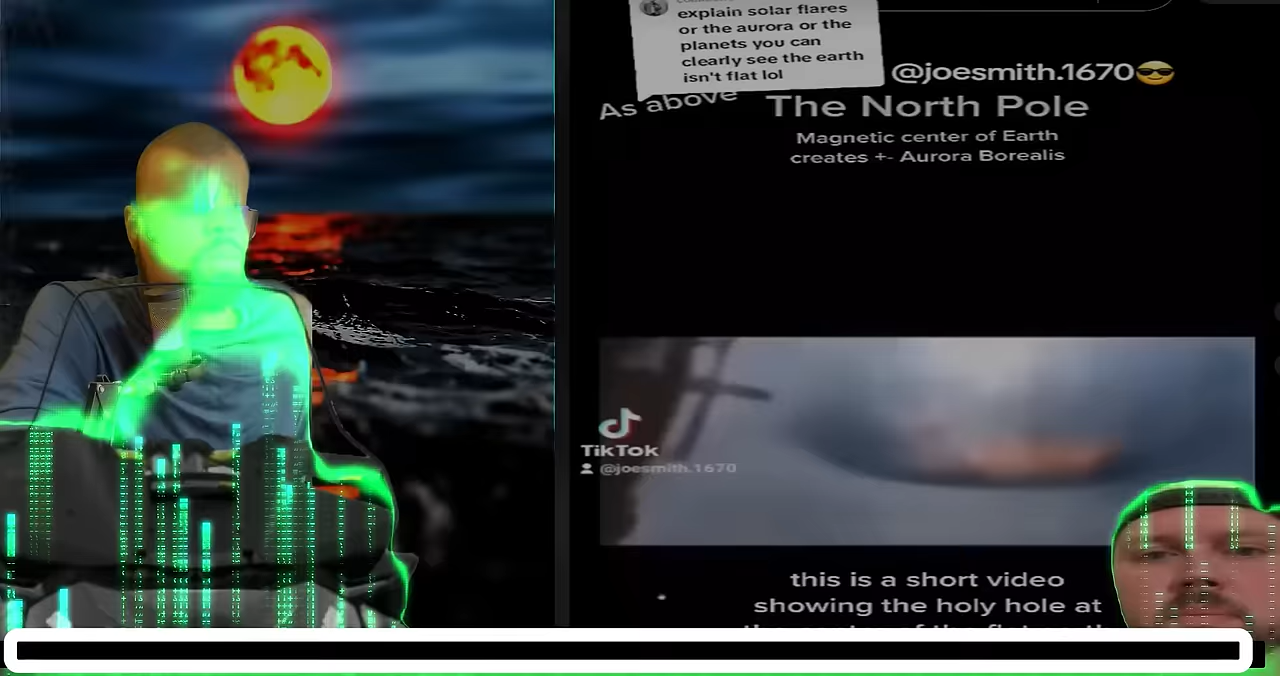 explain solar flares
or the aurora or the
planets you can
clearly see the earth
isn't flat lol
@joesmith.1670😎
As above
The North Pole
Magnetic center of Earth
creates +- Aurora Borealis
TikTok
@joesmith.1670
this is a short video
showing the holy hole at